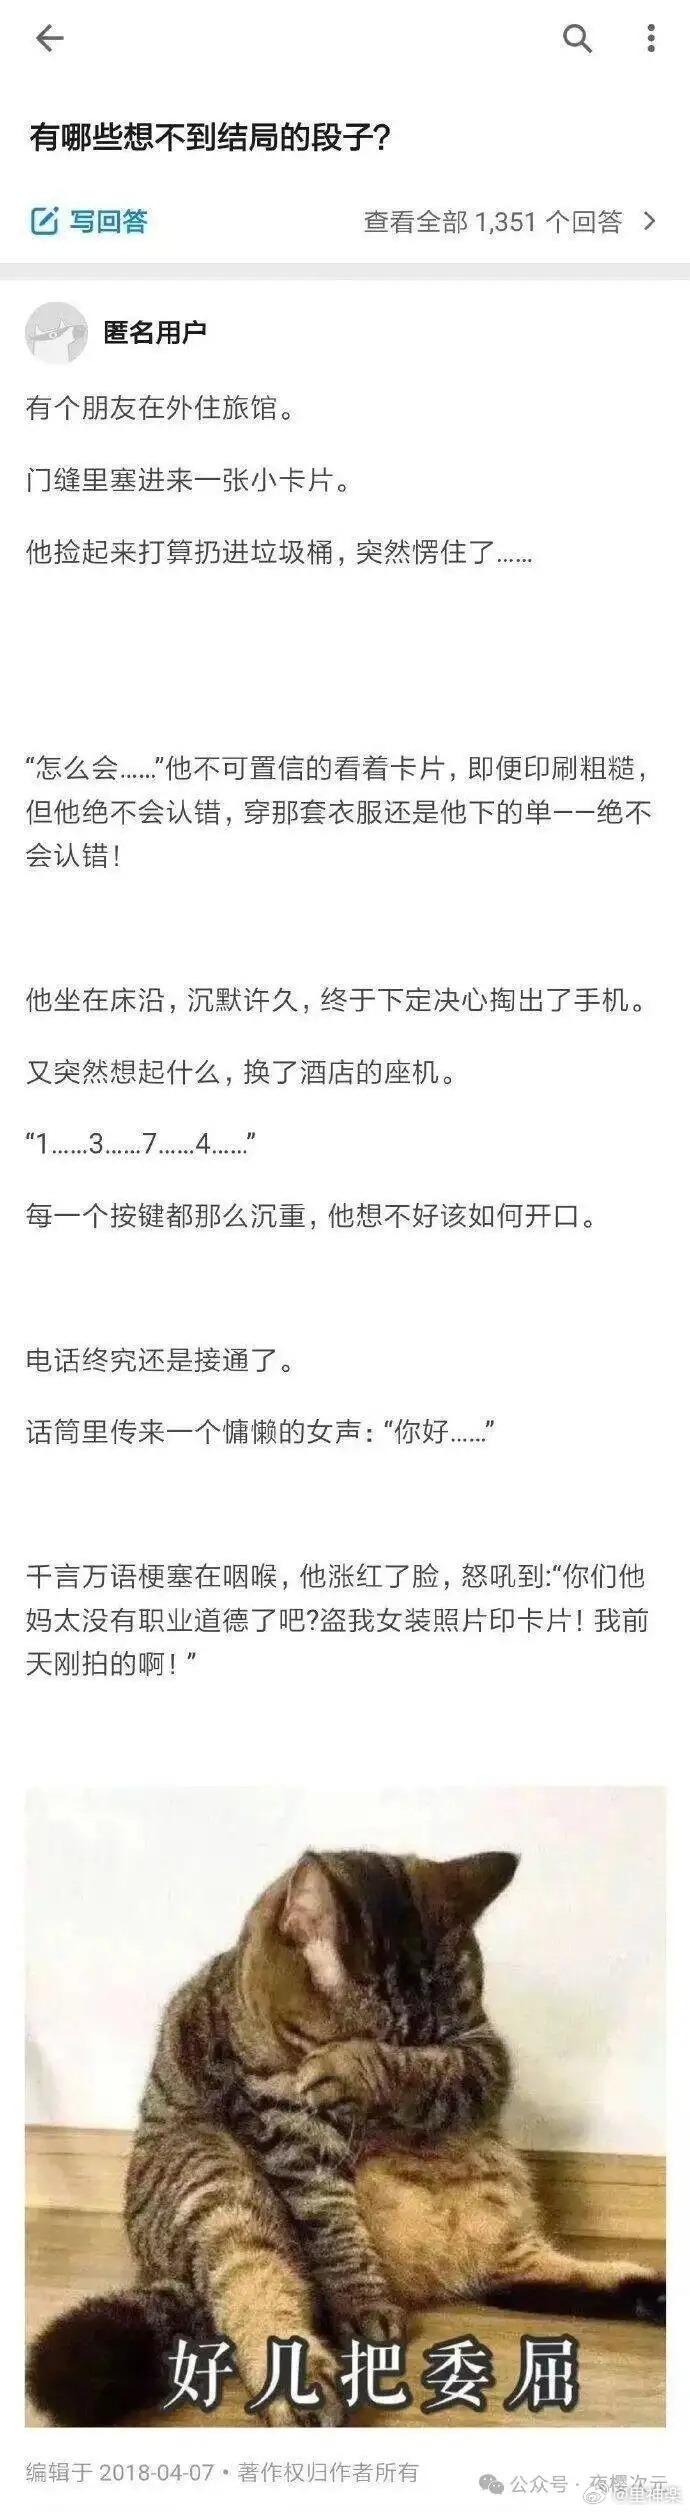 有哪些想不到结局的段子?
写回答
查看全部 1,351 个回答
匿名用户
有个朋友在外住旅馆。
门缝里塞进来一张小卡片。
他捡起来打算扔进垃圾桶，突然愣住了……
“怎么会……”他不可置信的看着卡片，即便印刷粗糙，
但他绝不会认错，穿那套衣服还是他下的单——绝不
会认错！
他坐在床沿，沉默许久，终于下定决心掏出了手机。
又突然想起什么，换了酒店的座机。
“1……3……7……4……”
每一个按键都那么沉重，他想不好该如何开口。
电话终究还是接通了。
话筒里传来一个慵懒的女声：“你好……”
千言万语梗塞在咽喉，他涨红了脸，怒吼到:“你们他
妈太没有职业道德了吧?盗我女装照片印卡片！我前
天刚拍的啊！”
好几把委屈
编辑于 2018-04-07・著作权归作者所有
公众号・夜樱次元